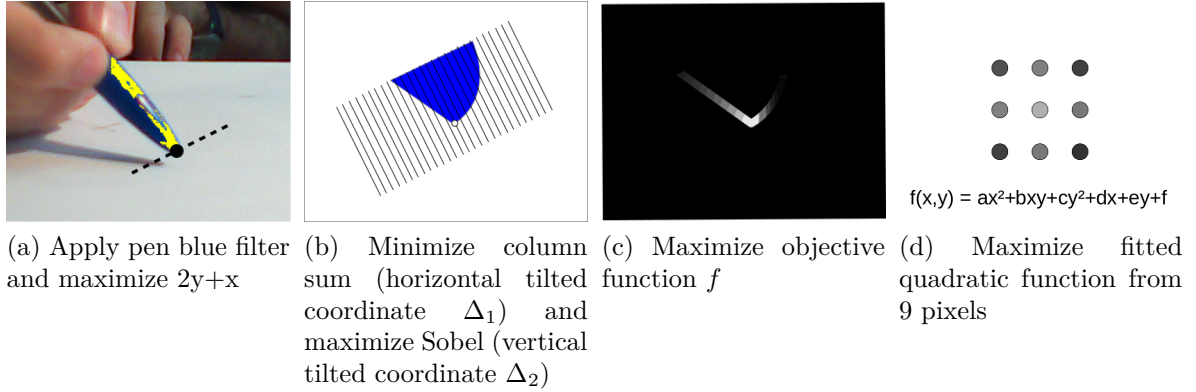 f(x,y) = ax²+bxy+cy²+dx+ey+f
(a) Apply pen blue filter
and maximize 2y+x
(b) Minimize column
sum (horizontal tilted
coordinate Δ₁) and
maximize Sobel (vertical
tilted coordinate Δ₂)
(c) Maximize objective
function f
(d) Maximize fitted
quadratic function from
9 pixels